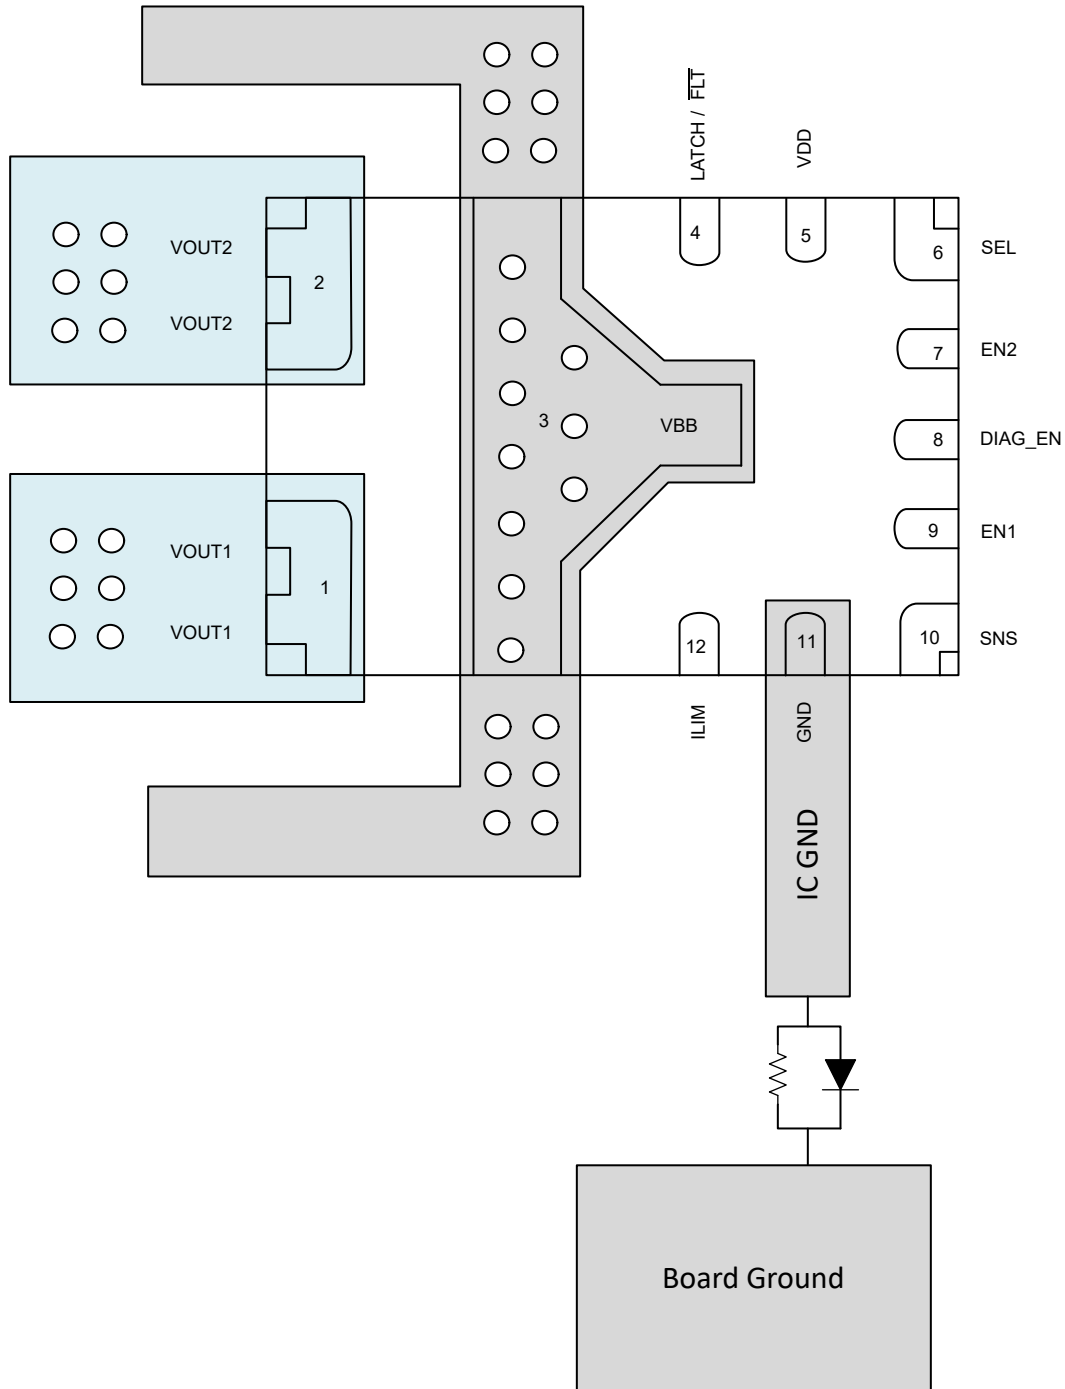 LATCH / FLT
VDD
4
5
6
SEL
VOUT2
2
VOUT2
7
EN2
3
VBB
8
DIAG_EN
9
EN1
VOUT1
1
VOUT1
12
11
10
SNS
ILIM
GND
IC GND
Board Ground